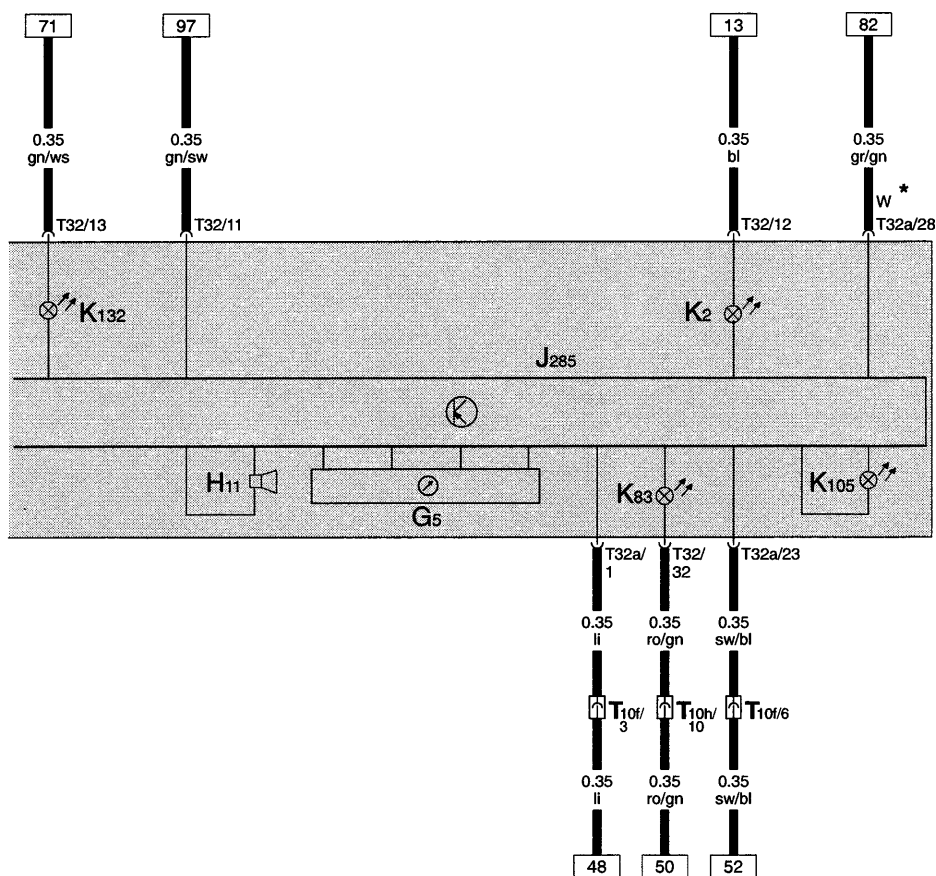 71 97 13 82
0.35 0.35 0.35 0.35
gn/ws gn/sw bl gr/gn
W *
T32/13 T32/11 T32/12 T32a/28
K132 K2
J285
H11 K83 K105
G5
T32a/ T32/ T32a/23
1 32
0.35 0.35 0.35
li ro/gn sw/bl
T10f/ T10h/ T10f/6
3 10
0.35 0.35 0.35
li ro/gn sw/bl
48 50 52